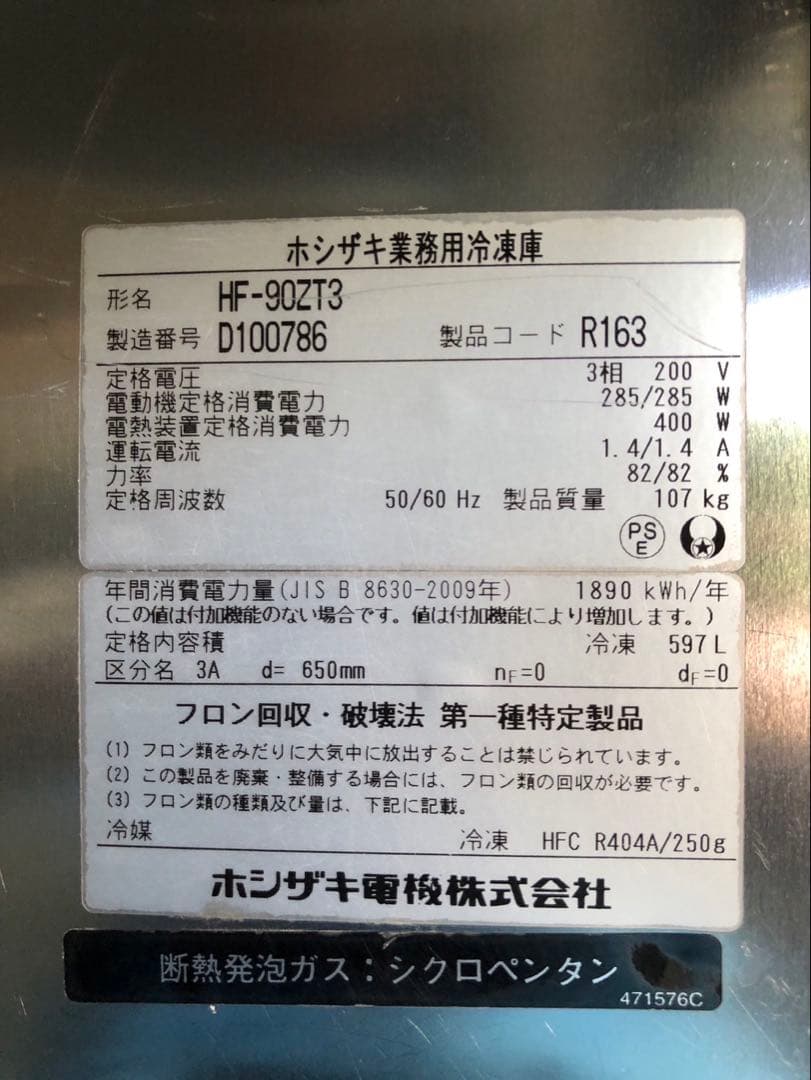 ホシザキ業務用冷凍庫
形名 HF-90ZT3
製造番号 D100786 製品コード R163
定格電圧 3相 200 V
電動機定格消費電力 285/285 W
電熱装置定格消費電力 400 W
運転電流 1.4/1.4 A
力率 82/82 %
定格周波数 50/60 Hz 製品質量 107 kg
PS
E
年間消費電力量(JIS B 8630-2009年) 1890 kWh/年
(この値は付加機能のない場合です。値は付加機能により増加します。)
定格内容積 冷凍 597 L
区分名 3A d= 650mm nF=0 dF=0
フロン回収・破壊法 第一種特定製品
(1) フロン類をみだりに大気中に放出することは禁じられています。
(2) この製品を廃棄・整備する場合には、フロン類の回収が必要です。
(3) フロン類の種類及び量は、下記に記載。
冷媒 冷凍 HFC R404A/250g
ホシザキ電機株式会社
断熱発泡ガス：シクロペンタン
471576C